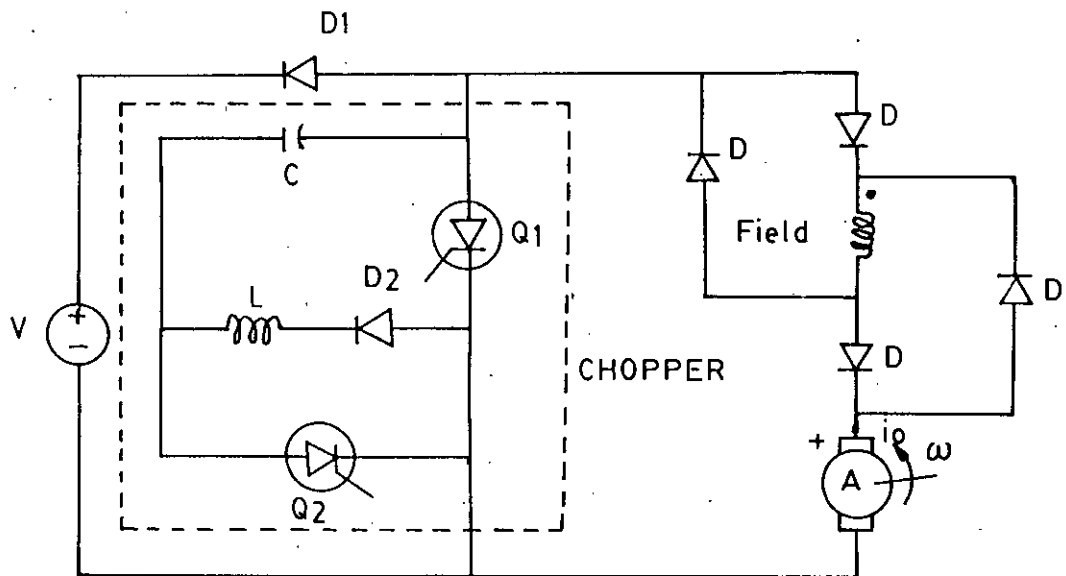 D1
D
D
C
Q1
Field
D2
L
D
V
+
-
D
CHOPPER
+
io
ω
A
Q2